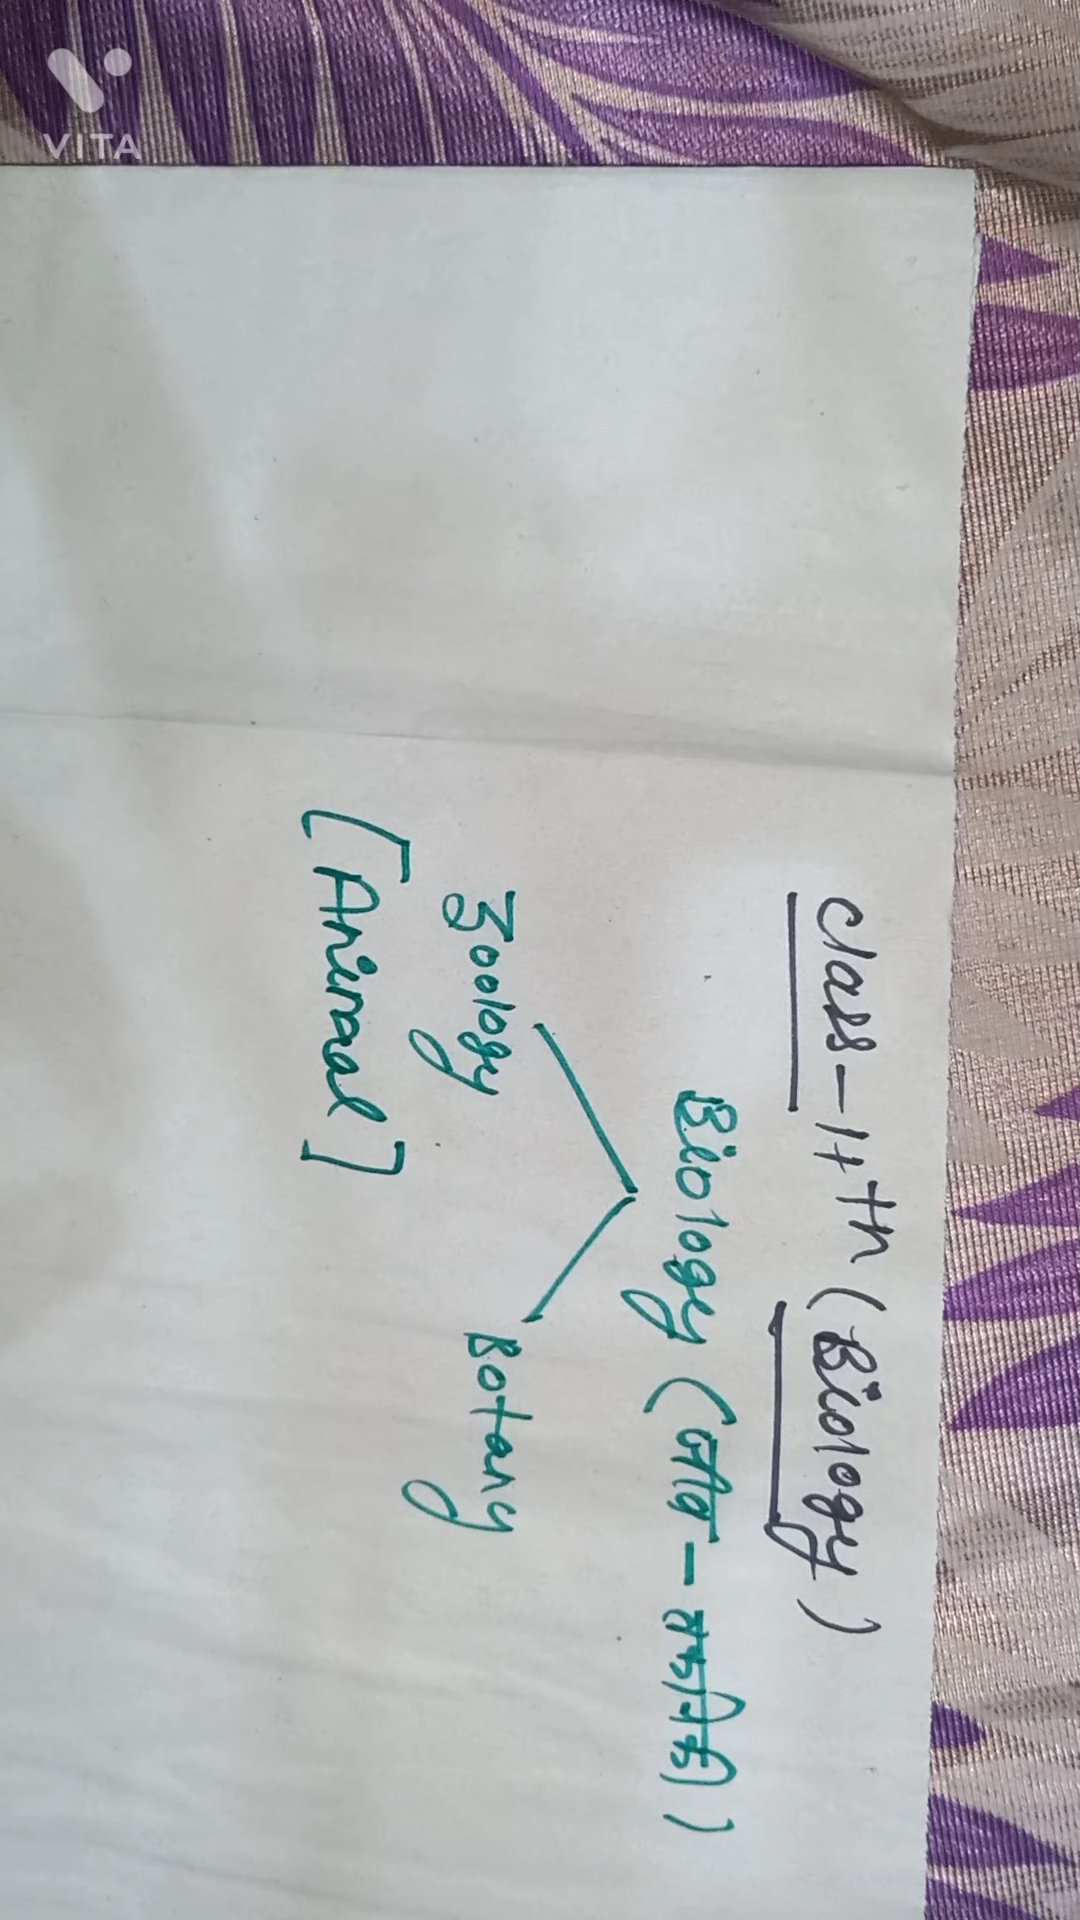 class-11th (Biology)
Biology (जीव-
Zoology Botany
[Animal]
VITA